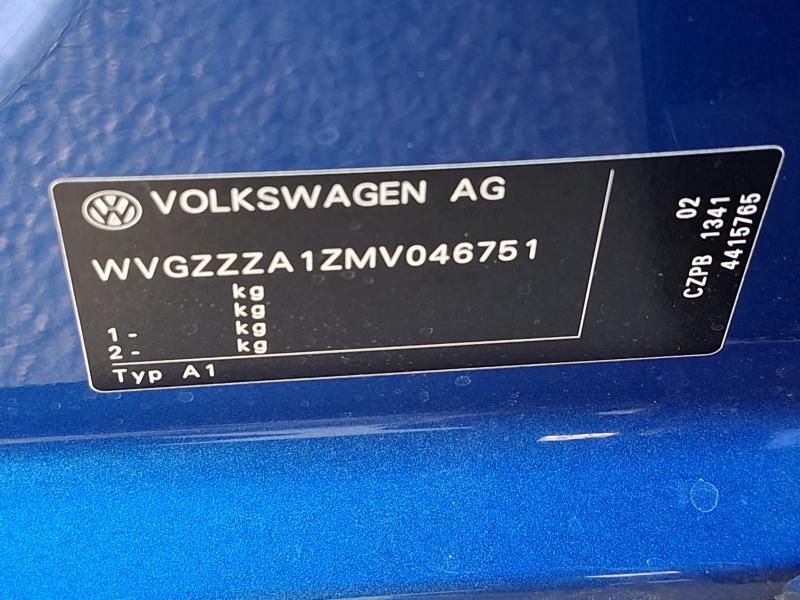 VOLKSWAGEN AG
WVGZZZA1ZMV046751
kg
kg
1- kg
2- kg
Typ A1
02
CZPB 1341
4415765